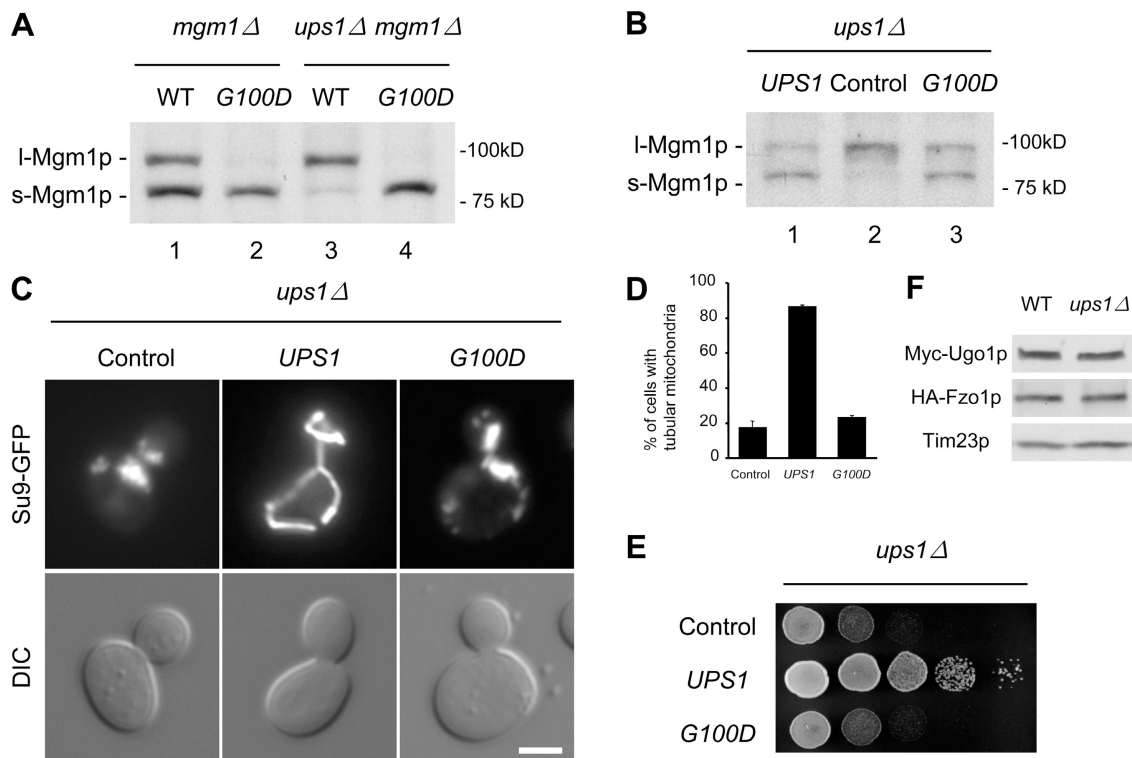 A
mgm1Δ ups1Δ mgm1Δ
WT G100D WT G100D
l-Mgm1p -
s-Mgm1p -
-100kD
- 75 kD
1 2 3 4
B
ups1Δ
UPS1 Control G100D
l-Mgm1p -
s-Mgm1p -
-100kD
- 75 kD
1 2 3
C
ups1Δ
Control UPS1 G100D
Su9-GFP
DIC
D
% of cells with
tubular mitochondria
100
80
60
40
20
0
Control UPS1 G100D
F
WT ups1Δ
Myc-Ugo1p
HA-Fzo1p
Tim23p
E
ups1Δ
Control
UPS1
G100D